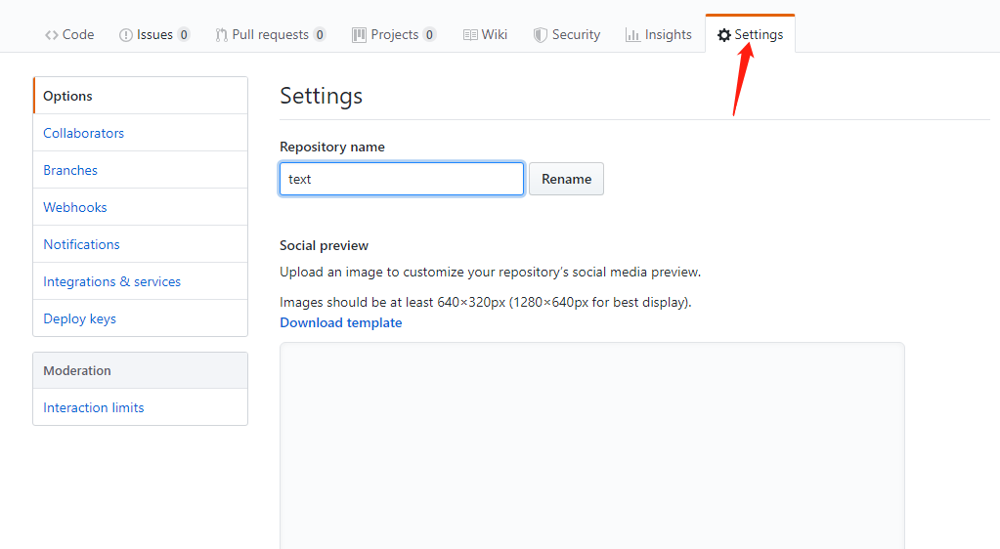 Code Issues 0 Pull requests 0 Projects 0 Wiki Security Insights Settings
Options
Collaborators
Branches
Webhooks
Notifications
Integrations & services
Deploy keys
Moderation
Interaction limits
Settings
Repository name
text Rename
Social preview
Upload an image to customize your repository’s social media preview.
Images should be at least 640×320px (1280×640px for best display).
Download template